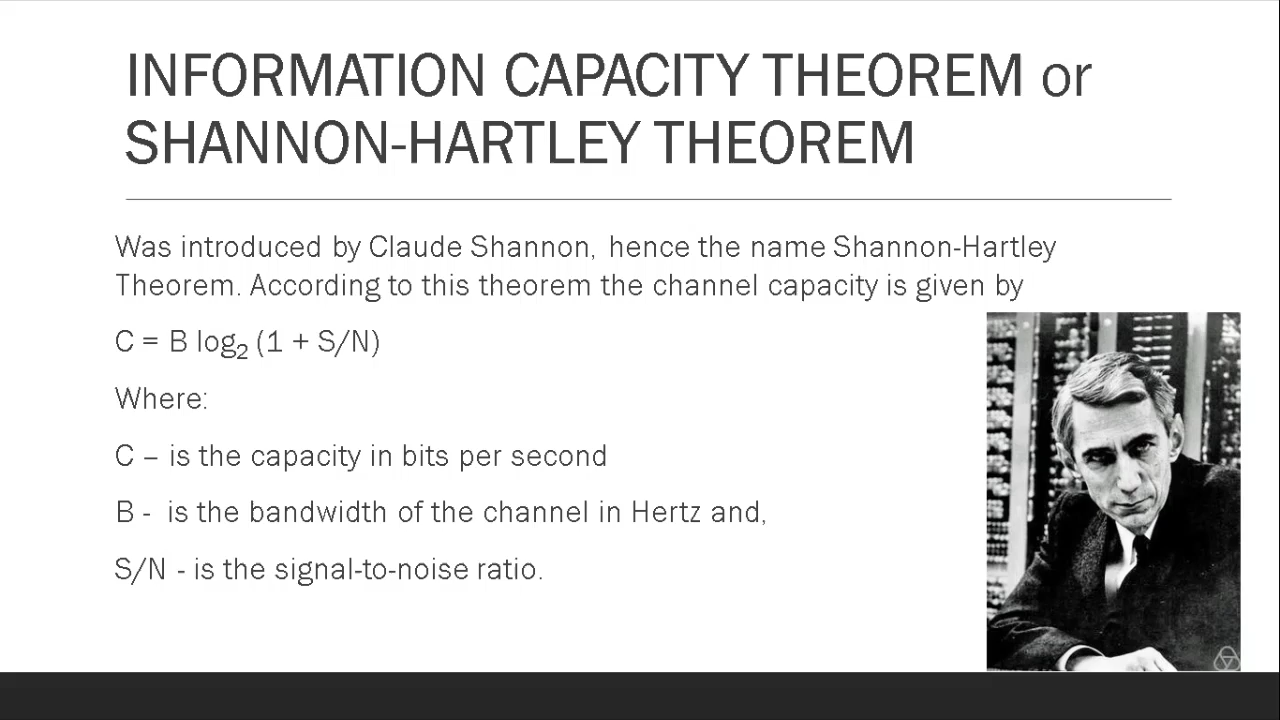 INFORMATION CAPACITY THEOREM or
SHANNON-HARTLEY THEOREM
Was introduced by Claude Shannon, hence the name Shannon-Hartley
Theorem. According to this theorem the channel capacity is given by
C = B log₂ (1 + S/N)
Where:
C – is the capacity in bits per second
B - is the bandwidth of the channel in Hertz and,
S/N - is the signal-to-noise ratio.